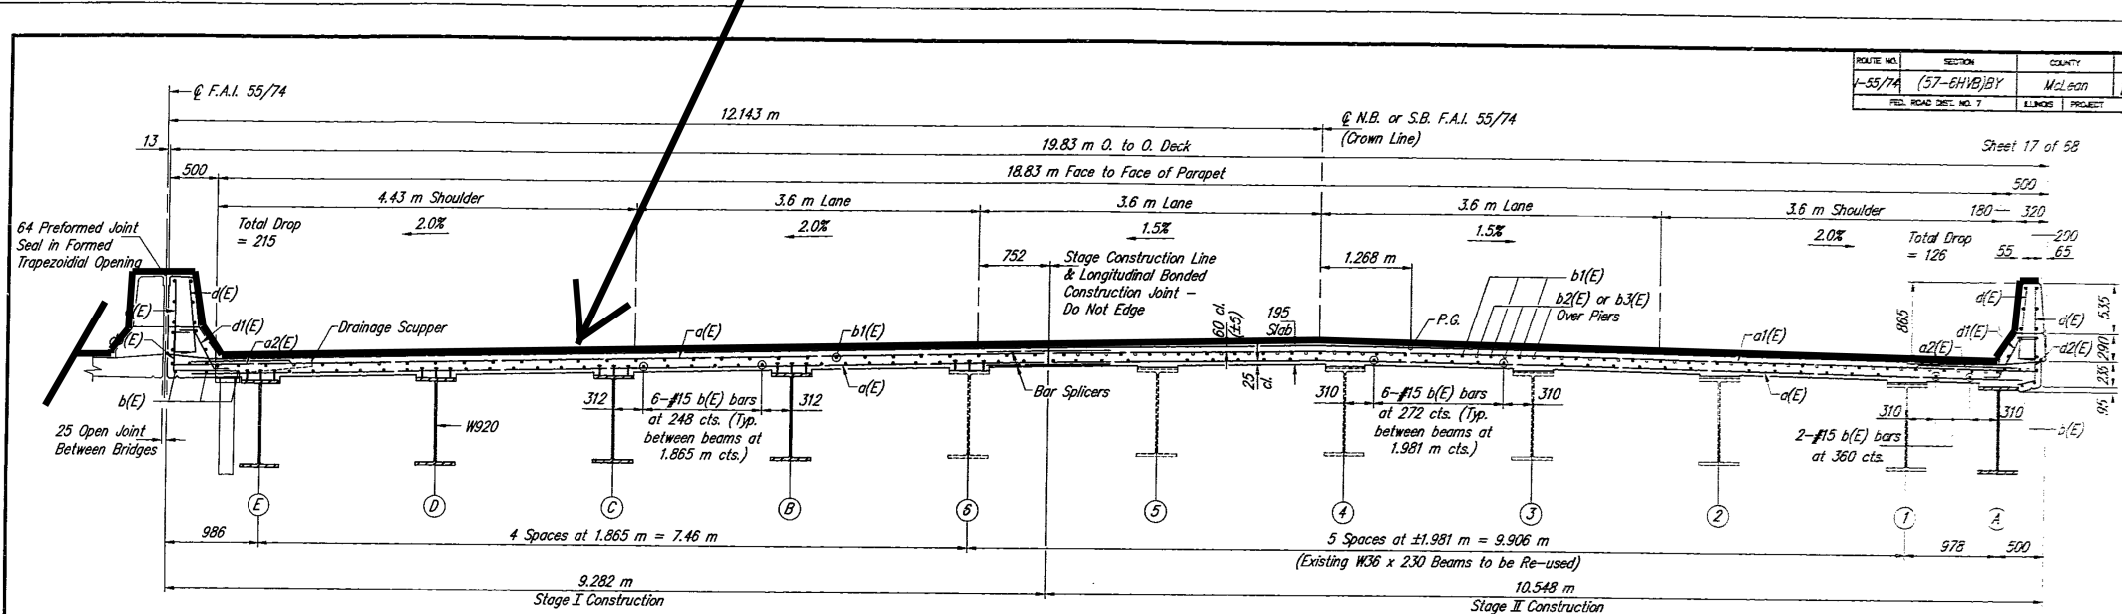 ROUTE NO. SECTION COUNTY
I-55/74 (57-6HVB)BY McLean
FED. ROAD DIST. NO. 7 ILLINOIS PROJECT
Sheet 17 of 58
℄ F.A.I. 55/74
12.143 m
℄ N.B. or S.B. F.A.I. 55/74
(Crown Line)
13
19.83 m O. to O. Deck
500
18.83 m Face to Face of Parapet
500
4.43 m Shoulder
3.6 m Lane
3.6 m Lane
3.6 m Lane
3.6 m Shoulder
180
320
64 Preformed Joint
Seal in Formed
Trapezoidial Opening
Total Drop
= 215
2.0%
2.0%
1.5%
1.5%
2.0%
Total Drop
= 126
200
55
65
752
Stage Construction Line
& Longitudinal Bonded
Construction Joint –
Do Not Edge
1.268 m
b1(E)
b2(E) or b3(E)
Over Piers
d(E)
d1(E)
a2(E)
Drainage Scupper
a(E)
b1(E)
60 cl.
(±5)
195
Slab
P.G.
a1(E)
865
d(E)
d1(E)
a2(E)
d(E)
d2(E)
535
290
235
95
b(E)
a(E)
Bar Splicers
25
cl.
a(E)
25 Open Joint
Between Bridges
W920
312
6-#15 b(E) bars
at 248 cts. (Typ.
between beams at
1.865 m cts.)
312
310
6-#15 b(E) bars
at 272 cts. (Typ.
between beams at
1.981 m cts.)
310
310
310
2-#15 b(E) bars
at 360 cts.
b(E)
E D C B 6 5 4 3 2 1 A
986
4 Spaces at 1.865 m = 7.46 m
5 Spaces at ±1.981 m = 9.906 m
(Existing W36 x 230 Beams to be Re-used)
978
500
9.282 m
Stage I Construction
10.548 m
Stage II Construction